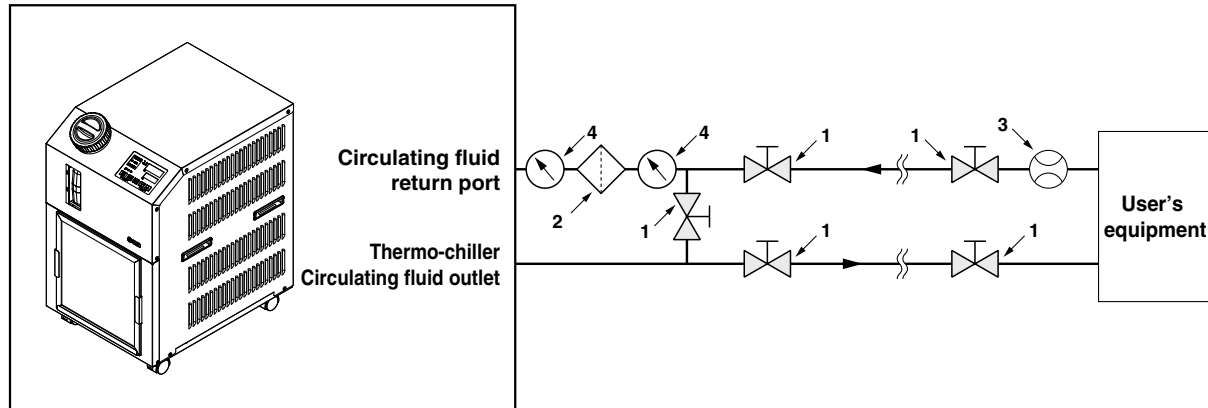 4
4
1
1
3
Circulating fluid
return port
2
1
User's
equipment
Thermo-chiller
Circulating fluid outlet
1
1